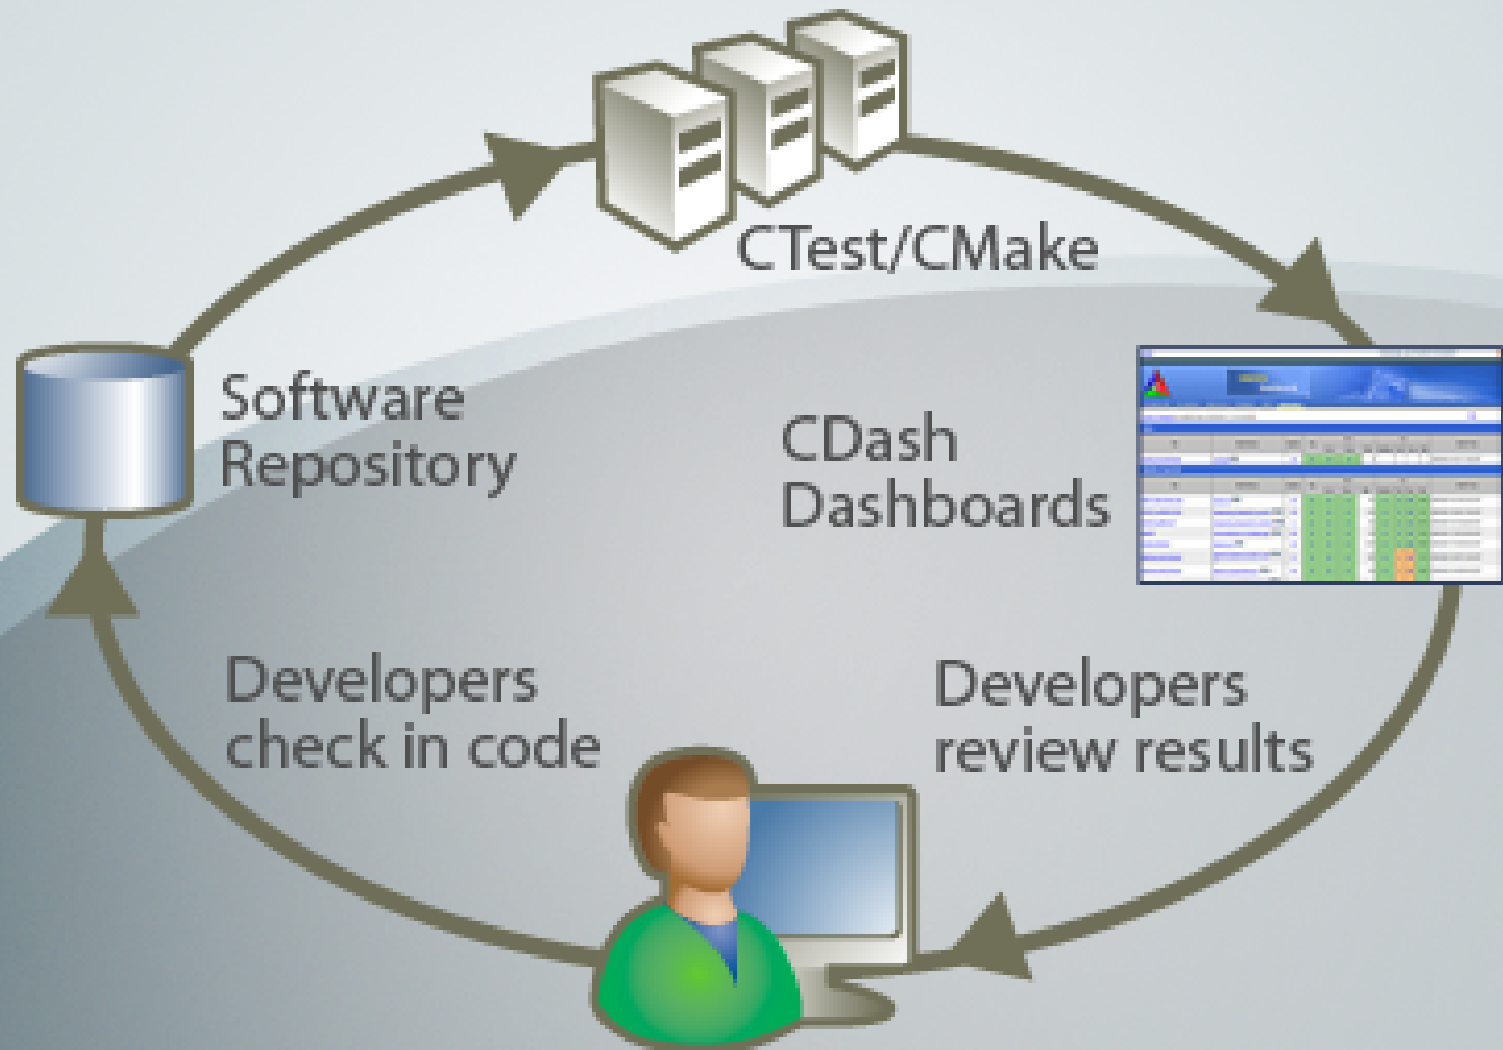 CTest/CMake
Software
Repository
CDash
Dashboards
Developers
check in code
Developers
review results